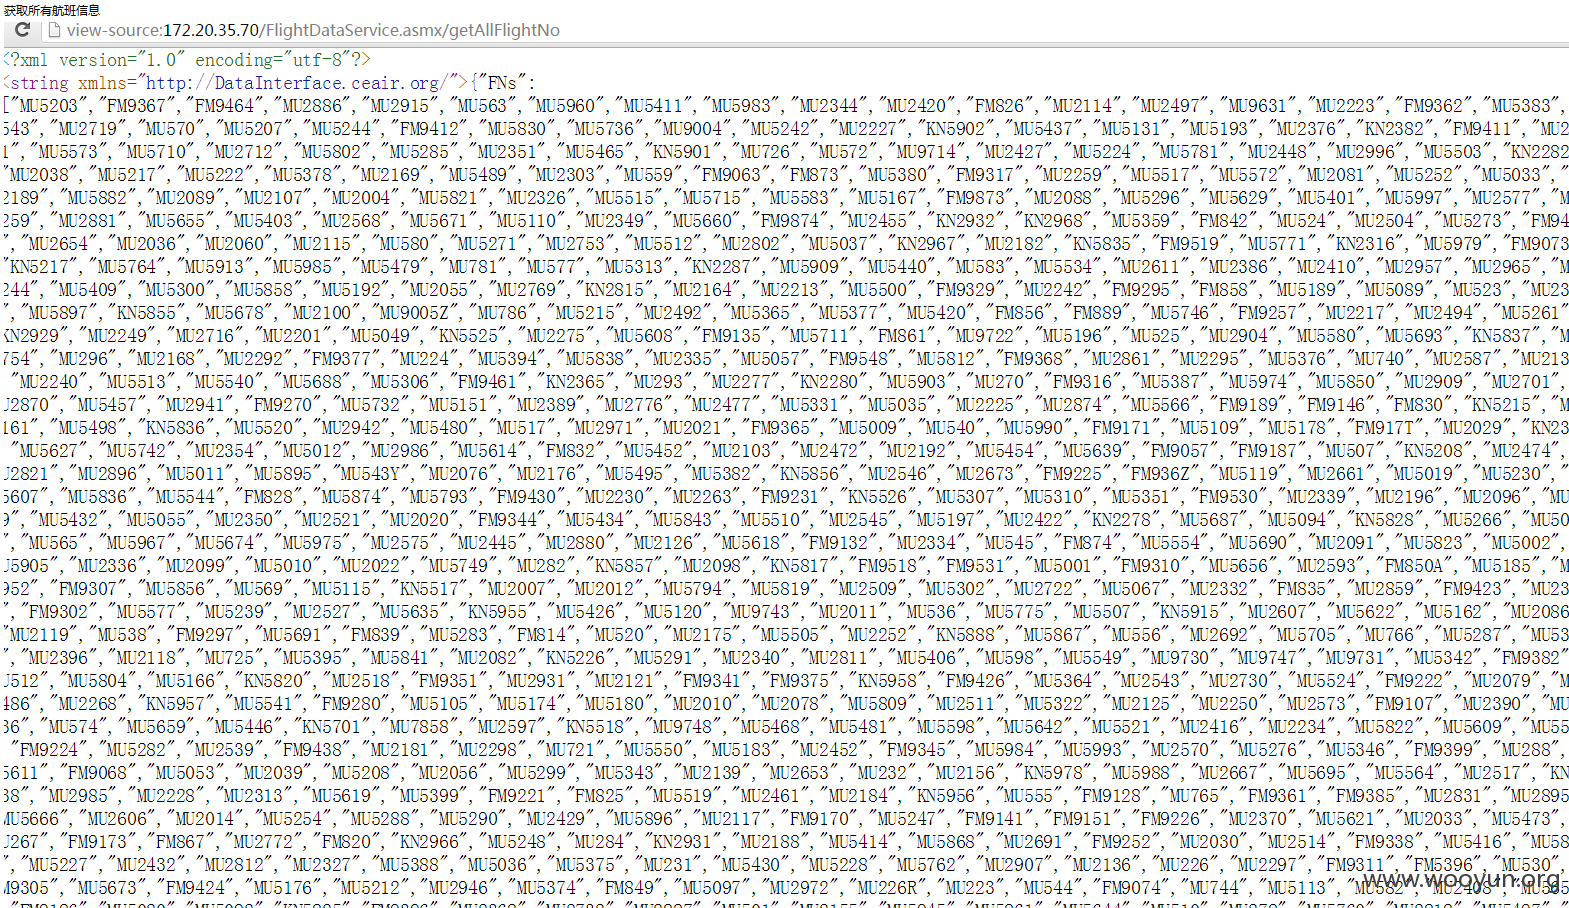 获取所有航班信息
view-source:172.20.35.70/FlightDataService.asmx/getAllFlightNo
<?xml version="1.0" encoding="utf-8"?>
<string xmlns="http://DataInterface.ceair.org/">{"FNs":
["MU5203","FM9367","FM9464","MU2886","MU2915","MU563","MU5960","MU5411","MU5983","MU2344","MU2420","FM826","MU2114","MU2497","MU9631","MU2223","FM9362","MU5383",
543","MU2719","MU570","MU5207","MU5244","FM9412","MU5830","MU5736","MU9004","MU5242","MU2227","KN5902","MU5437","MU5131","MU5193","MU2376","KN2382","FM9411","MU2
1","MU5573","MU5710","MU2712","MU5802","MU5285","MU2351","MU5465","KN5901","MU726","MU572","MU9714","MU2427","MU5224","MU5781","MU2448","MU2996","MU5503","KN2282
"MU2038","MU5217","MU5222","MU5378","MU2169","MU5489","MU2303","MU559","FM9063","FM873","MU5380","FM9317","MU2259","MU5517","MU5572","MU2081","MU5252","MU5033","
2189","MU5882","MU2089","MU2107","MU2004","MU5821","MU2326","MU5515","MU5715","MU5583","MU5167","FM9873","MU2088","MU5296","MU5629","MU5401","MU5997","MU2577","M
259","MU2881","MU5655","MU5403","MU2568","MU5671","MU5110","MU2349","MU5660","FM9874","MU2455","KN2932","KN2968","MU5359","FM842","MU524","MU2504","MU5273","FM94
"MU2654","MU2036","MU2060","MU2115","MU580","MU5271","MU2753","MU5512","MU2802","MU5037","KN2967","MU2182","KN5835","FM9519","MU5771","KN2316","MU5979","FM9073
"KN5217","MU5764","MU5913","MU5985","MU5479","MU781","MU577","MU5313","KN2287","MU5909","MU5440","MU583","MU5534","MU2611","MU2386","MU2410","MU2957","MU2965","M
244","MU5409","MU5300","MU5858","MU5192","MU2055","MU2769","KN2815","MU2164","MU2213","MU5500","FM9329","MU2242","FM9295","FM858","MU5189","MU5089","MU523","MU23
"MU5897","KN5855","MU5678","MU2100","MU9005Z","MU786","MU5215","MU2492","MU5365","MU5377","MU5420","FM856","FM889","MU5746","FM9257","MU2217","MU2494","MU5261"
KN2929","MU2249","MU2716","MU2201","MU5049","KN5525","MU2275","MU5608","FM9135","MU5711","FM861","MU9722","MU5196","MU525","MU2904","MU5580","MU5693","KN5837","M
754","MU296","MU2168","MU2292","FM9377","MU224","MU5394","MU5838","MU2335","MU5057","FM9548","MU5812","FM9368","MU2861","MU2295","MU5376","MU740","MU2587","MU213
"MU2240","MU5513","MU5540","MU5688","MU5306","FM9461","KN2365","MU293","MU2277","KN2280","MU5903","MU270","FM9316","MU5387","MU5974","MU5850","MU2909","MU2701",
J2870","MU5457","MU2941","FM9270","MU5732","MU5151","MU2389","MU2776","MU2477","MU5331","MU5035","MU2225","MU2874","MU5566","FM9189","FM9146","FM830","KN5215","M
161","MU5498","KN5836","MU5520","MU2942","MU5480","MU517","MU2971","MU2021","FM9365","MU5009","MU540","MU5990","FM9171","MU5109","MU5178","FM917T","MU2029","KN23
"MU5627","MU5742","MU2354","MU5012","MU2986","MU5614","FM832","MU5452","MU2103","MU2472","MU2192","MU5454","MU5639","FM9057","FM9187","MU507","KN5208","MU2474",
J2821","MU2896","MU5011","MU5895","MU543Y","MU2076","MU2176","MU5495","MU5382","KN5856","MU2546","MU2673","FM9225","FM936Z","MU5119","MU2661","MU5019","MU5230","
5607","MU5836","MU5544","FM828","MU5874","MU5793","FM9430","MU2230","MU2263","FM9231","KN5526","MU5307","MU5310","MU5351","FM9530","MU2339","MU2196","MU2096","MU
9","MU5432","MU5055","MU2350","MU2521","MU2020","FM9344","MU5434","MU5843","MU5510","MU2545","MU5197","MU2422","KN2278","MU5687","MU5094","KN5828","MU5266","MU50
","MU565","MU5967","MU5674","MU5975","MU2575","MU2445","MU2880","MU2126","MU5618","FM9132","MU2334","MU545","FM874","MU5554","MU5690","MU2091","MU5823","MU5002",
J5905","MU2336","MU2099","MU5010","MU2022","MU5749","MU282","KN5857","MU2098","KN5817","FM9518","FM9531","MU5001","FM9310","MU5656","MU2593","FM850A","MU5185","M
952","FM9307","MU5856","MU569","MU5115","KN5517","MU2007","MU2012","MU5794","MU5819","MU2509","MU5302","MU2722","MU5067","MU2332","FM835","MU2859","FM9423","MU23
","FM9302","MU5577","MU5239","MU2527","MU5635","KN5955","MU5426","MU5120","MU9743","MU2011","MU536","MU5775","MU5507","KN5915","MU2607","MU5622","MU5162","MU2086
"MU2119","MU538","FM9297","MU5691","FM839","MU5283","FM814","MU520","MU2175","MU5505","MU2252","KN5888","MU5867","MU556","MU2692","MU5705","MU766","MU5287","MU53
","MU2396","MU2118","MU725","MU5395","MU5841","MU2082","KN5226","MU5291","MU2340","MU2811","MU5406","MU598","MU5549","MU9730","MU9747","MU9731","MU5342","FM9382"
J512","MU5804","MU5166","KN5820","MU2518","FM9351","MU2931","MU2121","FM9341","FM9375","KN5958","FM9426","MU5364","MU2543","MU2730","MU5524","FM9222","MU2079","M
486","MU2268","KN5957","MU5541","FM9280","MU5105","MU5174","MU5180","MU2010","MU2078","MU5809","MU2511","MU5322","MU2125","MU2250","MU2573","FM9107","MU2390","MU
36","MU574","MU5659","MU5446","KN5701","MU7858","MU2597","KN5518","MU9748","MU5468","MU5481","MU5598","MU5642","MU5521","MU2416","MU2234","MU5822","MU5609","MU55
"FM9224","MU5282","MU2539","FM9438","MU2181","MU2298","MU721","MU5550","MU5183","MU2452","FM9345","MU5984","MU5993","MU2570","MU5276","MU5346","FM9399","MU288",
5611","FM9068","MU5053","MU2039","MU5208","MU2056","MU5299","MU5343","MU2139","MU2653","MU232","MU2156","KN5978","MU5988","MU2667","MU5695","MU5564","MU2517","KN
38","MU2985","MU2228","MU2313","MU5619","MU5399","FM9221","FM825","MU5519","MU2461","MU2184","KN5956","MU555","FM9128","MU765","FM9361","FM9385","MU2831","MU2895
MU5666","MU2606","MU2014","MU5254","MU5288","MU5290","MU2429","MU5896","MU2117","FM9170","MU5247","FM9141","FM9151","FM9226","MU2370","MU5621","MU2033","MU5473",
J267","FM9173","FM867","MU2772","FM820","KN2966","MU5248","MU284","KN2931","MU2188","MU5414","MU5868","MU2691","FM9252","MU2030","MU2514","FM9338","MU5416","MU58
"MU5227","MU2432","MU2812","MU2327","MU5388","MU5036","MU5375","MU231","MU5430","MU5228","MU5762","MU2907","MU2136","MU226","MU2297","FM9311","FM5396","MU530",
M9305","MU5673","FM9424","MU5176","MU5212","MU2946","MU5374","FM849","MU5097","MU2972","MU226R","MU223","MU544","FM9074","MU744","MU5113","MU582","MU2408",
www.wooyun.org